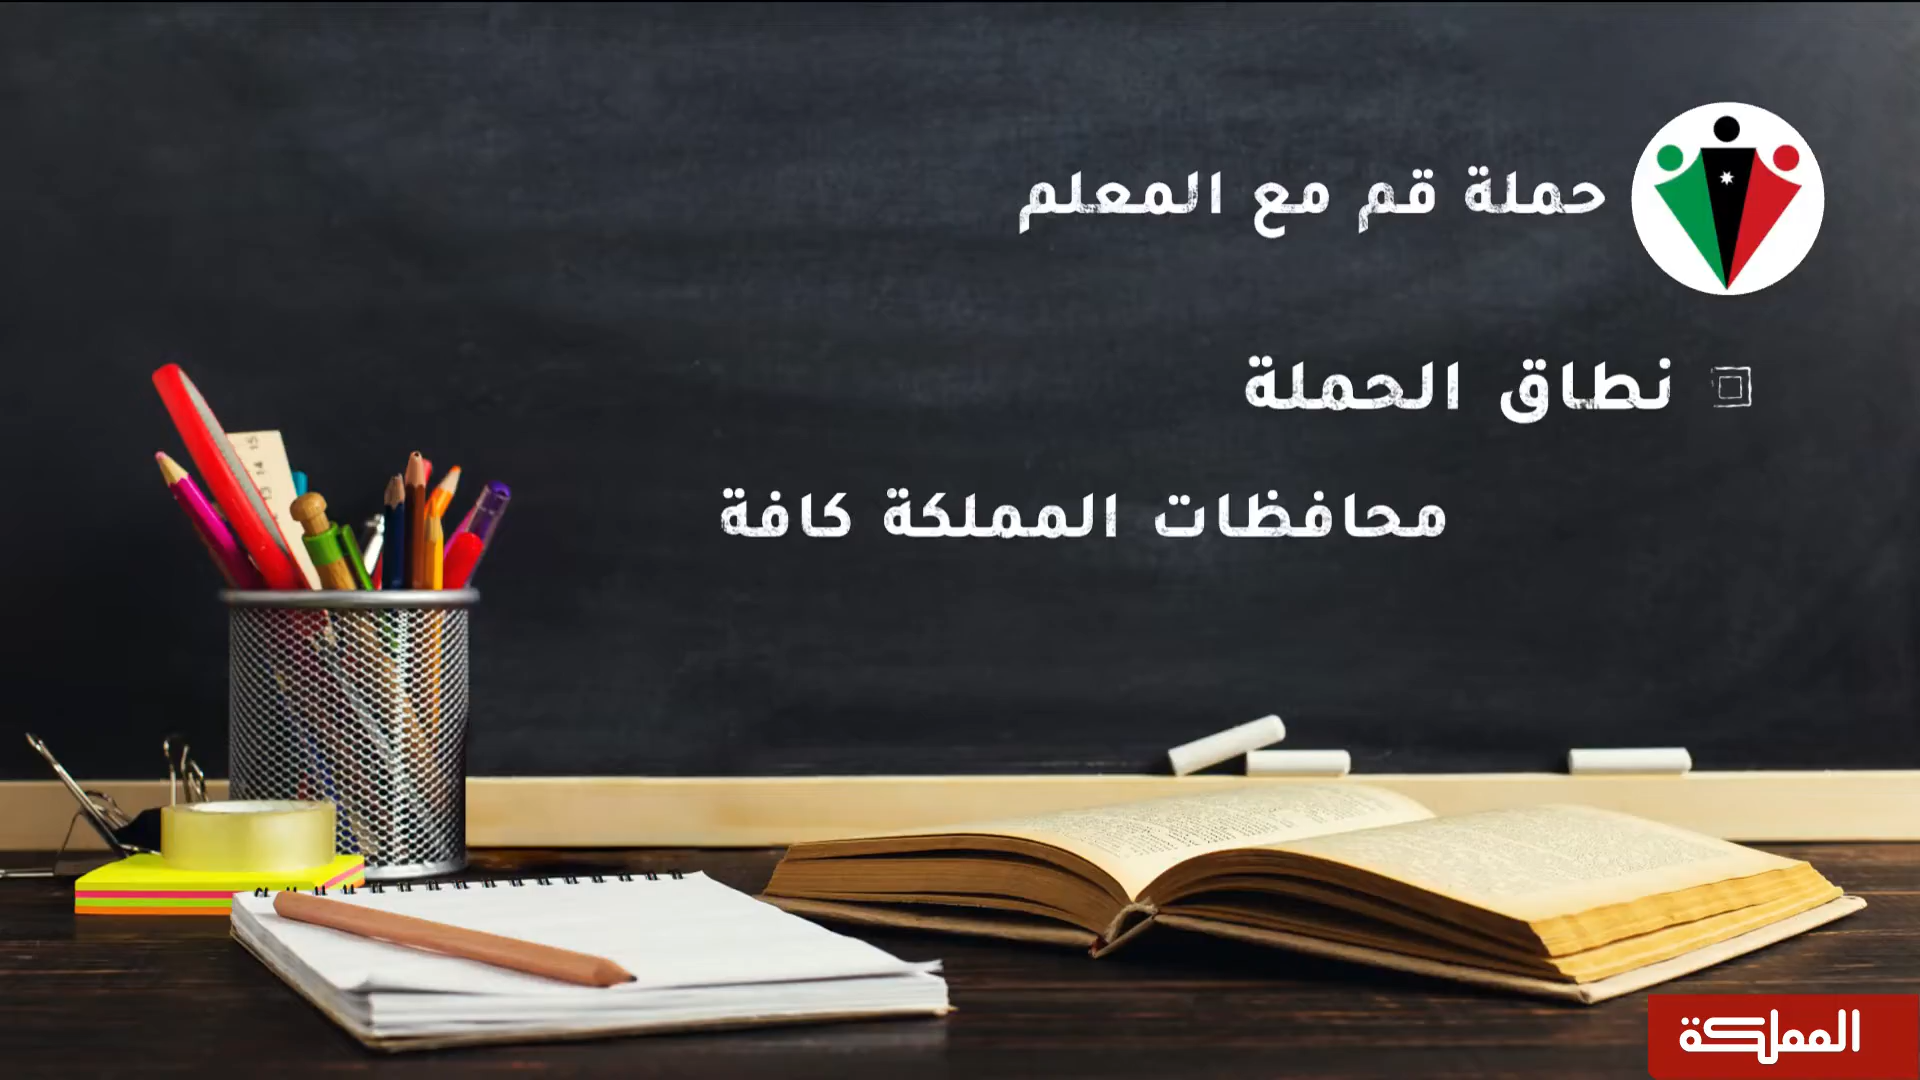 حملة قم مع المعلم
نطاق الحملة
محافظات المملكة كافة
المملكة